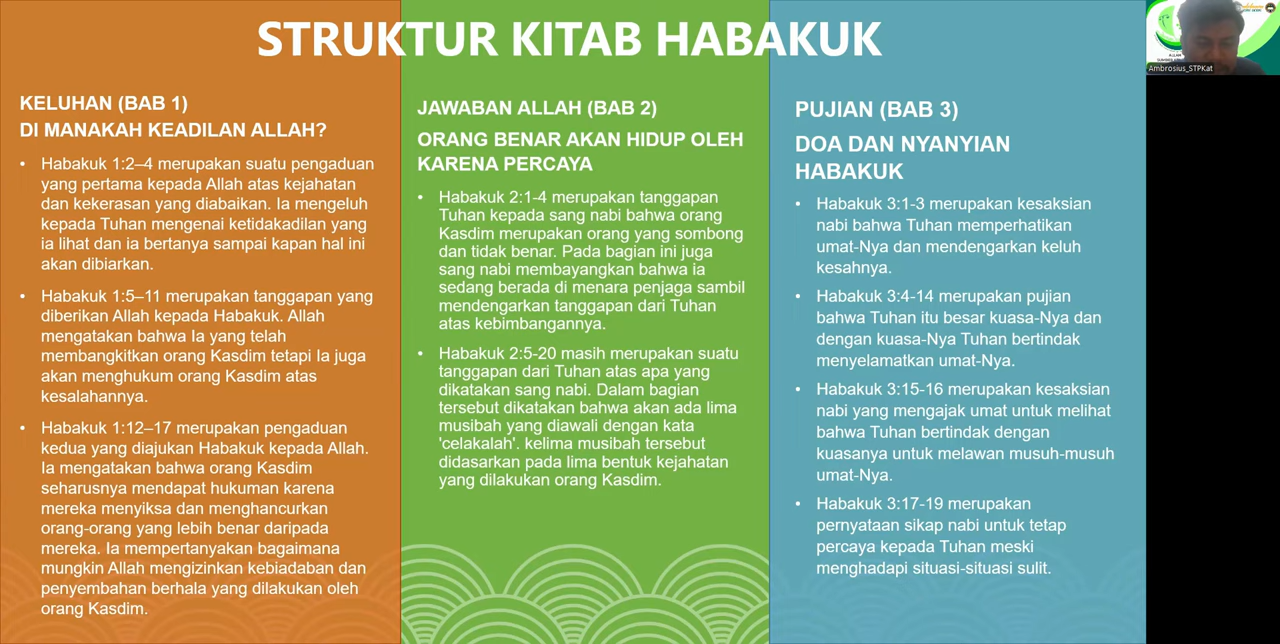 STRUKTUR KITAB HABAKUK
KELUHAN (BAB 1)
DI MANAKAH KEADILAN ALLAH?
• Habakuk 1:2–4 merupakan suatu pengaduan
yang pertama kepada Allah atas kejahatan
dan kekerasan yang diabaikan. Ia mengeluh
kepada Tuhan mengenai ketidakadilan yang
ia lihat dan ia bertanya sampai kapan hal ini
akan dibiarkan.
• Habakuk 1:5–11 merupakan tanggapan yang
diberikan Allah kepada Habakuk. Allah
mengatakan bahwa Ia yang telah
membangkitkan orang Kasdim tetapi Ia juga
akan menghukum orang Kasdim atas
kesalahannya.
• Habakuk 1:12–17 merupakan pengaduan
kedua yang diajukan Habakuk kepada Allah.
Ia mengatakan bahwa orang Kasdim
seharusnya mendapat hukuman karena
mereka menyiksa dan menghancurkan
orang-orang yang lebih benar daripada
mereka. Ia mempertanyakan bagaimana
mungkin Allah mengizinkan kebiadaban dan
penyembahan berhala yang dilakukan oleh
orang Kasdim.
JAWABAN ALLAH (BAB 2)
ORANG BENAR AKAN HIDUP OLEH
KARENA PERCAYA
• Habakuk 2:1-4 merupakan tanggapan
Tuhan kepada sang nabi bahwa orang
Kasdim merupakan orang yang sombong
dan tidak benar. Pada bagian ini juga
sang nabi membayangkan bahwa ia
sedang berada di menara penjaga sambil
mendengarkan tanggapan dari Tuhan
atas kebimbangannya.
• Habakuk 2:5-20 masih merupakan suatu
tanggapan dari Tuhan atas apa yang
dikatakan sang nabi. Dalam bagian
tersebut dikatakan bahwa akan ada lima
musibah yang diawali dengan kata
'celakalah'. kelima musibah tersebut
didasarkan pada lima bentuk kejahatan
yang dilakukan orang Kasdim.
PUJIAN (BAB 3)
DOA DAN NYANYIAN
HABAKUK
• Habakuk 3:1-3 merupakan kesaksian
nabi bahwa Tuhan memperhatikan
umat-Nya dan mendengarkan keluh
kesahnya.
• Habakuk 3:4-14 merupakan pujian
bahwa Tuhan itu besar kuasa-Nya dan
dengan kuasa-Nya Tuhan bertindak
menyelamatkan umat-Nya.
• Habakuk 3:15-16 merupakan kesaksian
nabi yang mengajak umat untuk melihat
bahwa Tuhan bertindak dengan
kuasanya untuk melawan musuh-musuh
umat-Nya.
• Habakuk 3:17-19 merupakan
pernyataan sikap nabi untuk tetap
percaya kepada Tuhan meski
menghadapi situasi-situasi sulit.
Ambrosius_STPKat